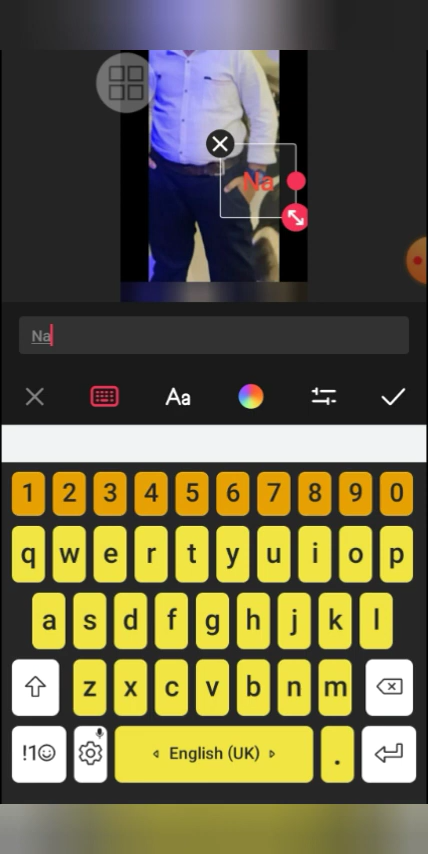 Na
Na
Aa
1 2 3 4 5 6 7 8 9 0
q w e r t y u i o p
a s d f g h j k l
z x c v b n m
!1☺ English (UK) .